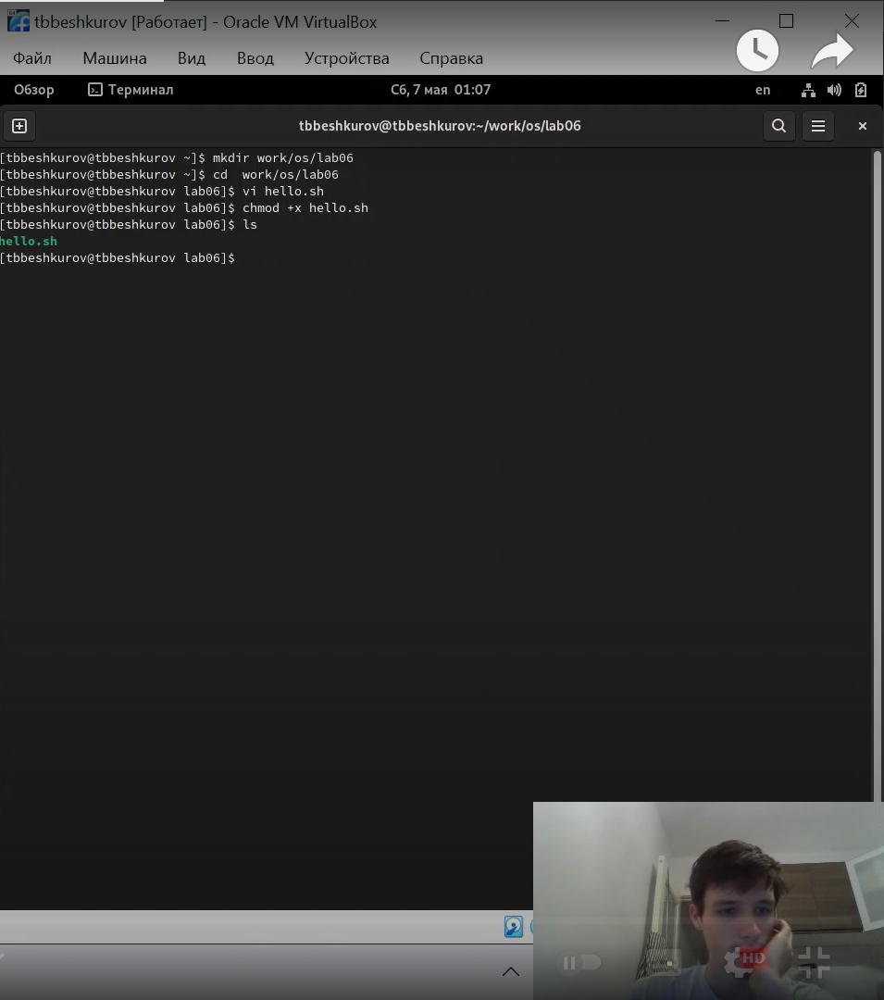 tbbeshkurov [Работает] - Oracle VM VirtualBox
Файл Машина Вид Ввод Устройства Справка
Обзор Терминал Сб, 7 мая 01:07 en
tbbeshkurov@tbbeshkurov:~/work/os/lab06
[tbbeshkurov@tbbeshkurov ~]$ mkdir work/os/lab06
[tbbeshkurov@tbbeshkurov ~]$ cd  work/os/lab06
[tbbeshkurov@tbbeshkurov lab06]$ vi hello.sh
[tbbeshkurov@tbbeshkurov lab06]$ chmod +x hello.sh
[tbbeshkurov@tbbeshkurov lab06]$ ls
hello.sh
[tbbeshkurov@tbbeshkurov lab06]$
HD